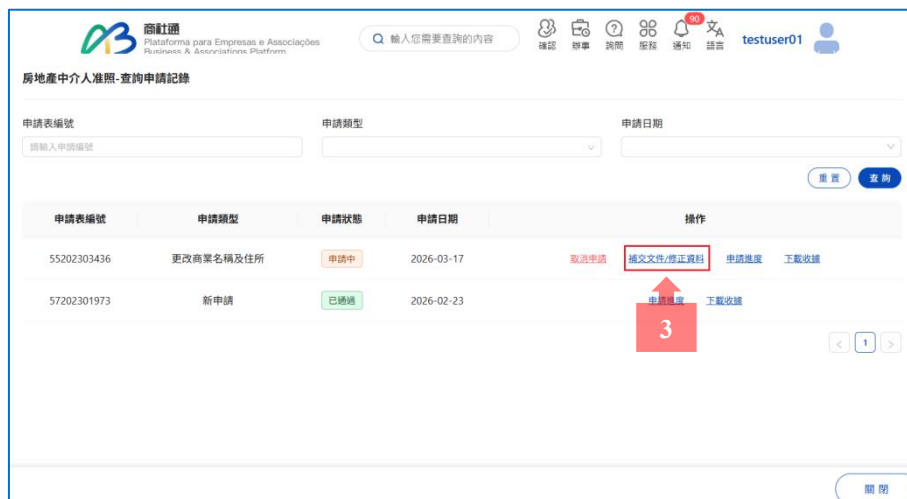 商社通
Plataforma para Empresas e Associações
Business & Associations Platform
輸入您需要查詢的內容
確認 辦事 詢問 服務 通知 語言
90
testuser01
房地產中介人准照-查詢申請記錄
申請表編號 申請類型 申請日期
請輸入申請編號
重置 查詢
申請表編號 申請類型 申請狀態 申請日期 操作
55202303436 更改商業名稱及住所 申請中 2026-03-17 取消申請 補交文件/修正資料 申請進度 下載收據
57202301973 新申請 已通過 2026-02-23 申請進度 下載收據
3
< 1 >
關閉